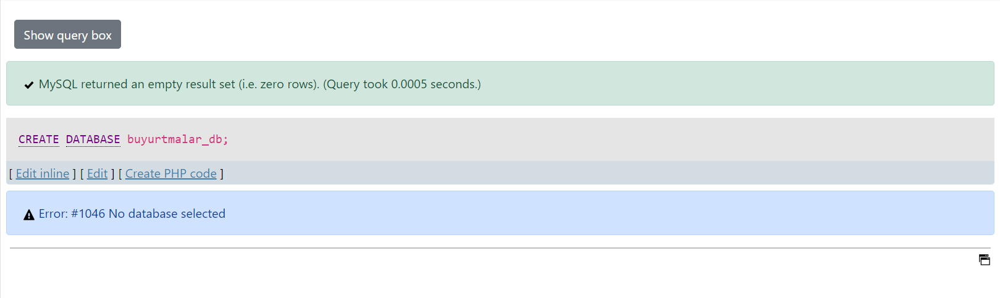 Show query box
MySQL returned an empty result set (i.e. zero rows). (Query took 0.0005 seconds.)
CREATE DATABASE buyurtmalar_db;
[ Edit inline ] [ Edit ] [ Create PHP code ]
Error: #1046 No database selected